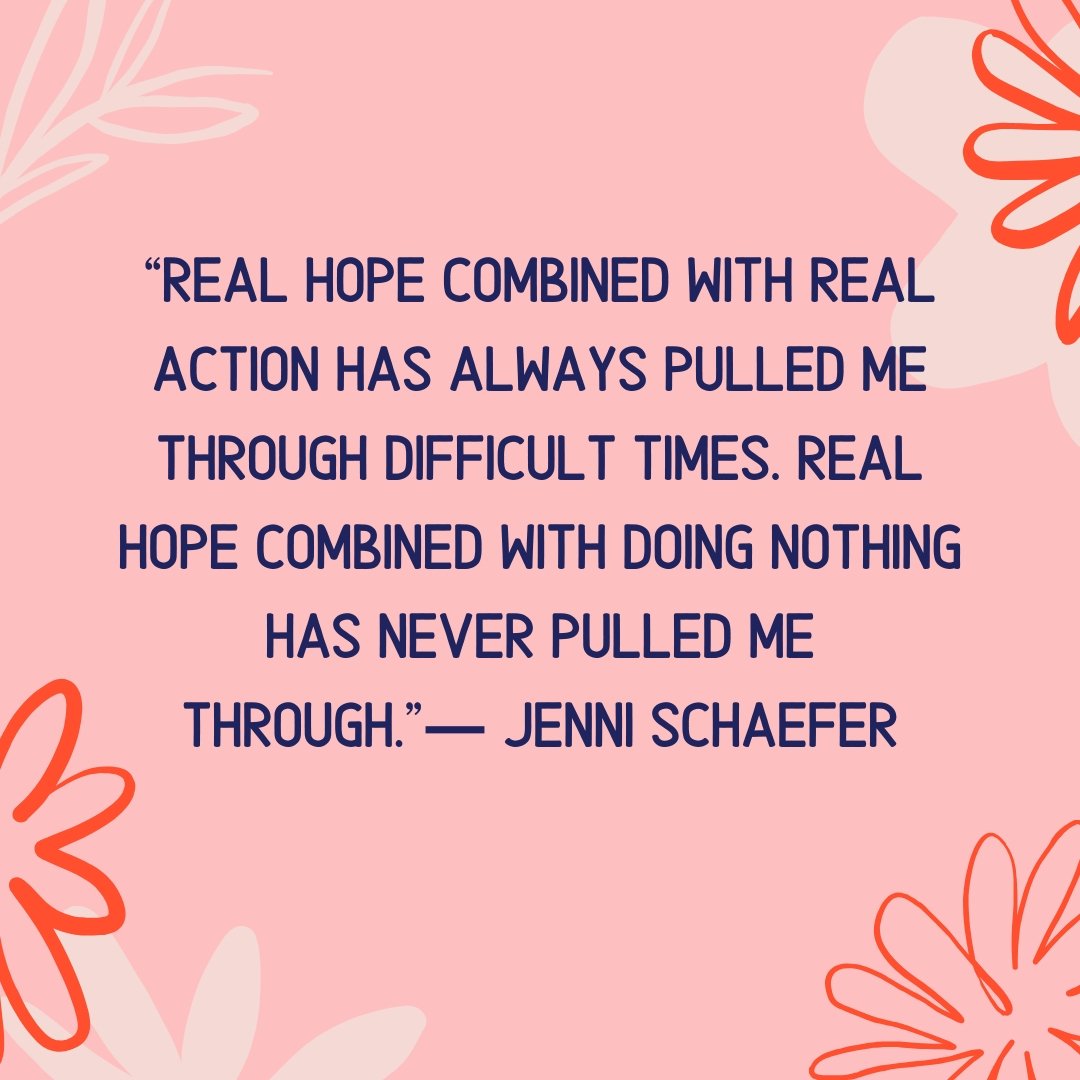 “REAL HOPE COMBINED WITH REAL
ACTION HAS ALWAYS PULLED ME
THROUGH DIFFICULT TIMES. REAL
HOPE COMBINED WITH DOING NOTHING
HAS NEVER PULLED ME
THROUGH.”— JENNI SCHAEFER